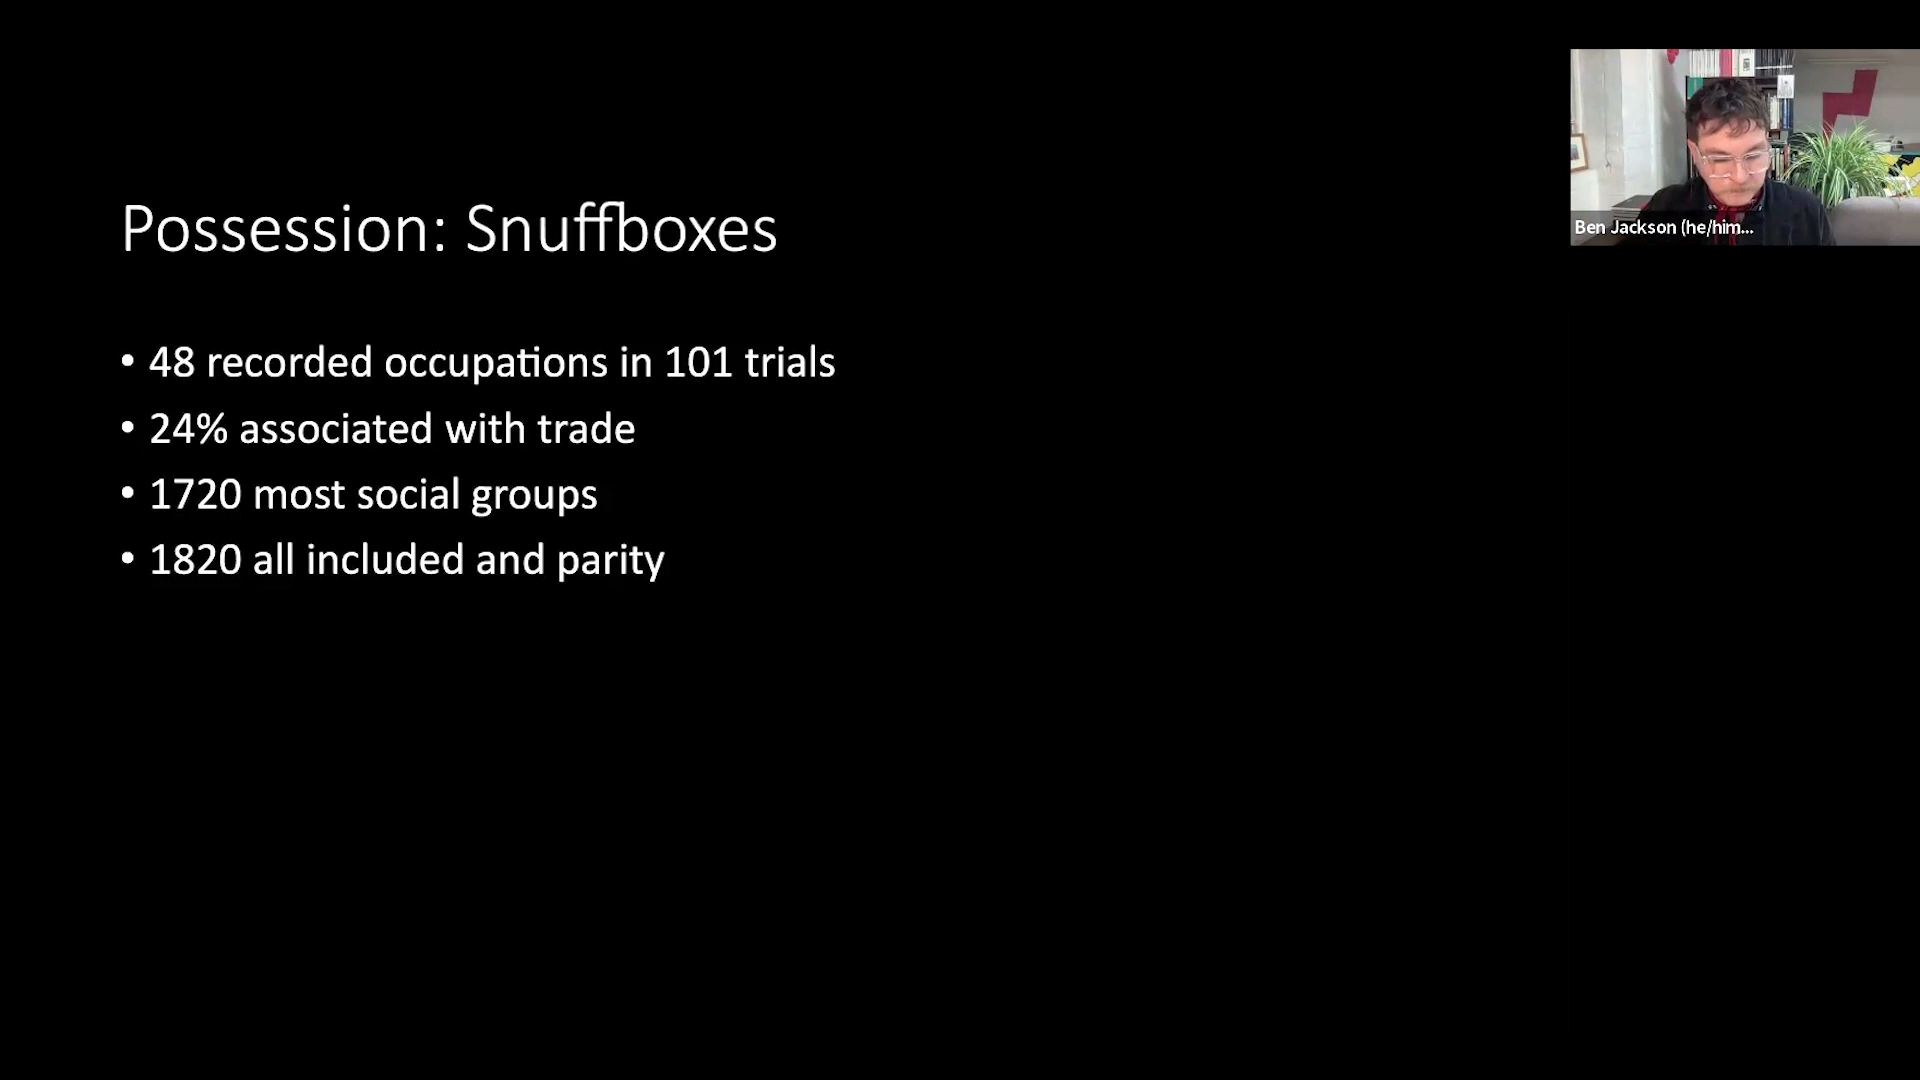 Possession: Snuffboxes
• 48 recorded occupations in 101 trials
• 24% associated with trade
• 1720 most social groups
• 1820 all included and parity
Ben Jackson (he/him...